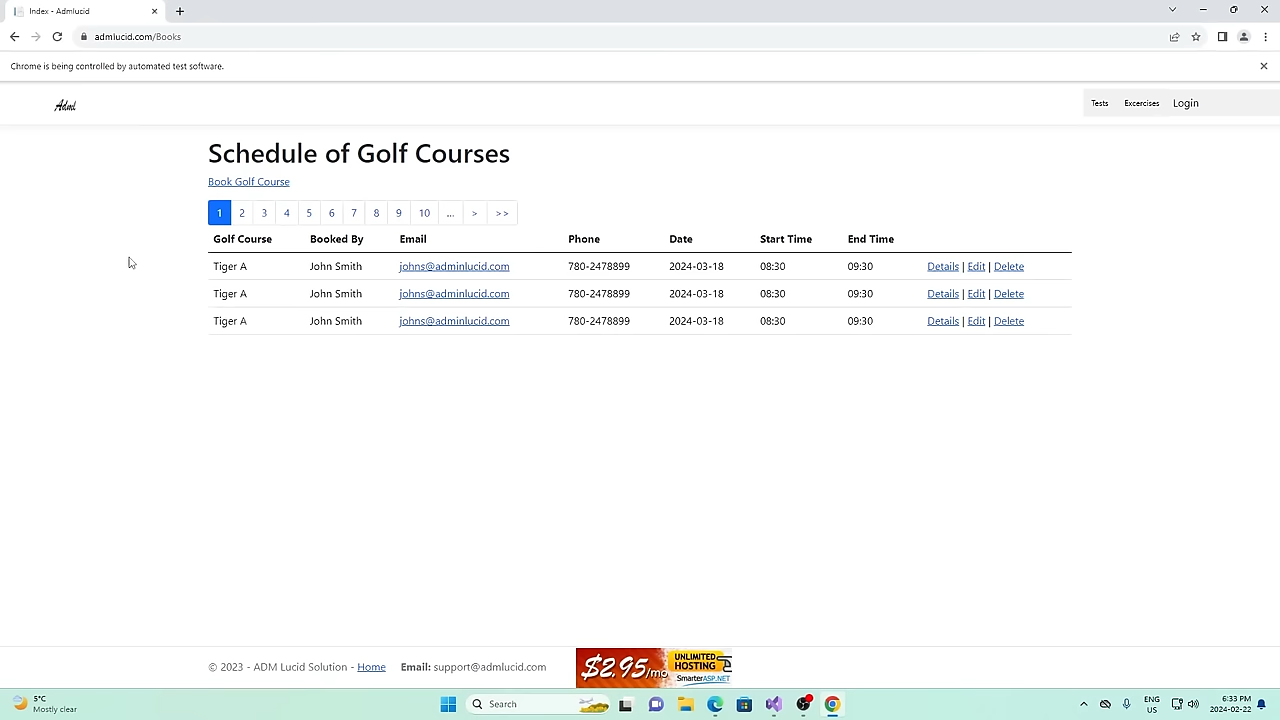 Index - Admlucid
admlucid.com/Books
Chrome is being controlled by automated test software.
Adml
Tests Excercises Login
Schedule of Golf Courses
Book Golf Course
1 2 3 4 5 6 7 8 9 10 ... > >>
Golf Course Booked By Email Phone Date Start Time End Time
Tiger A John Smith johns@adminlucid.com 780-2478899 2024-03-18 08:30 09:30 Details | Edit | Delete
Tiger A John Smith johns@adminlucid.com 780-2478899 2024-03-18 08:30 09:30 Details | Edit | Delete
Tiger A John Smith johns@adminlucid.com 780-2478899 2024-03-18 08:30 09:30 Details | Edit | Delete
© 2023 - ADM Lucid Solution - Home Email: support@admlucid.com
$2.95/mo
UNLIMITED
HOSTING
SmarterASP.NET
5°C
Mostly clear
Search
ENG
US
6:33 PM
2024-02-22